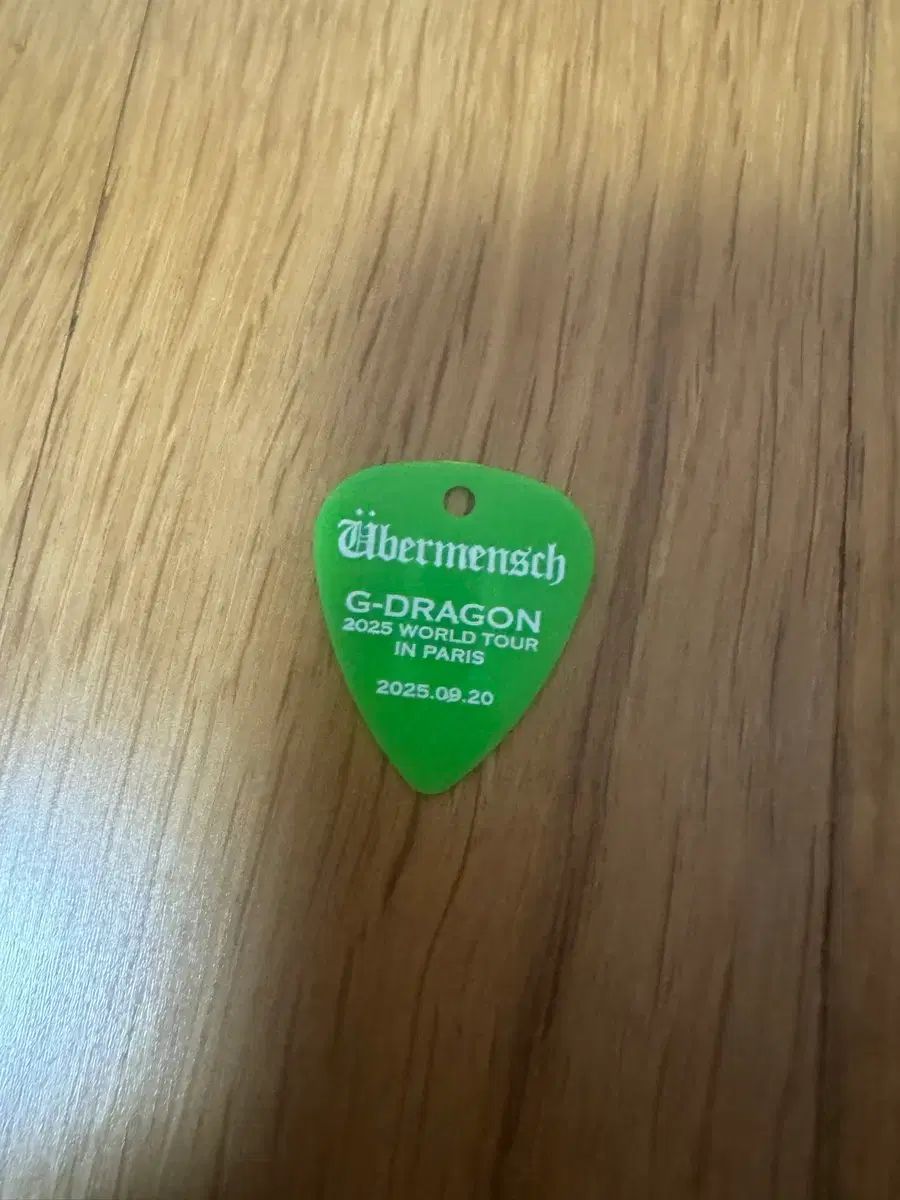 Übermensch
G-DRAGON
2025 WORLD TOUR
IN PARIS
2025.09.20